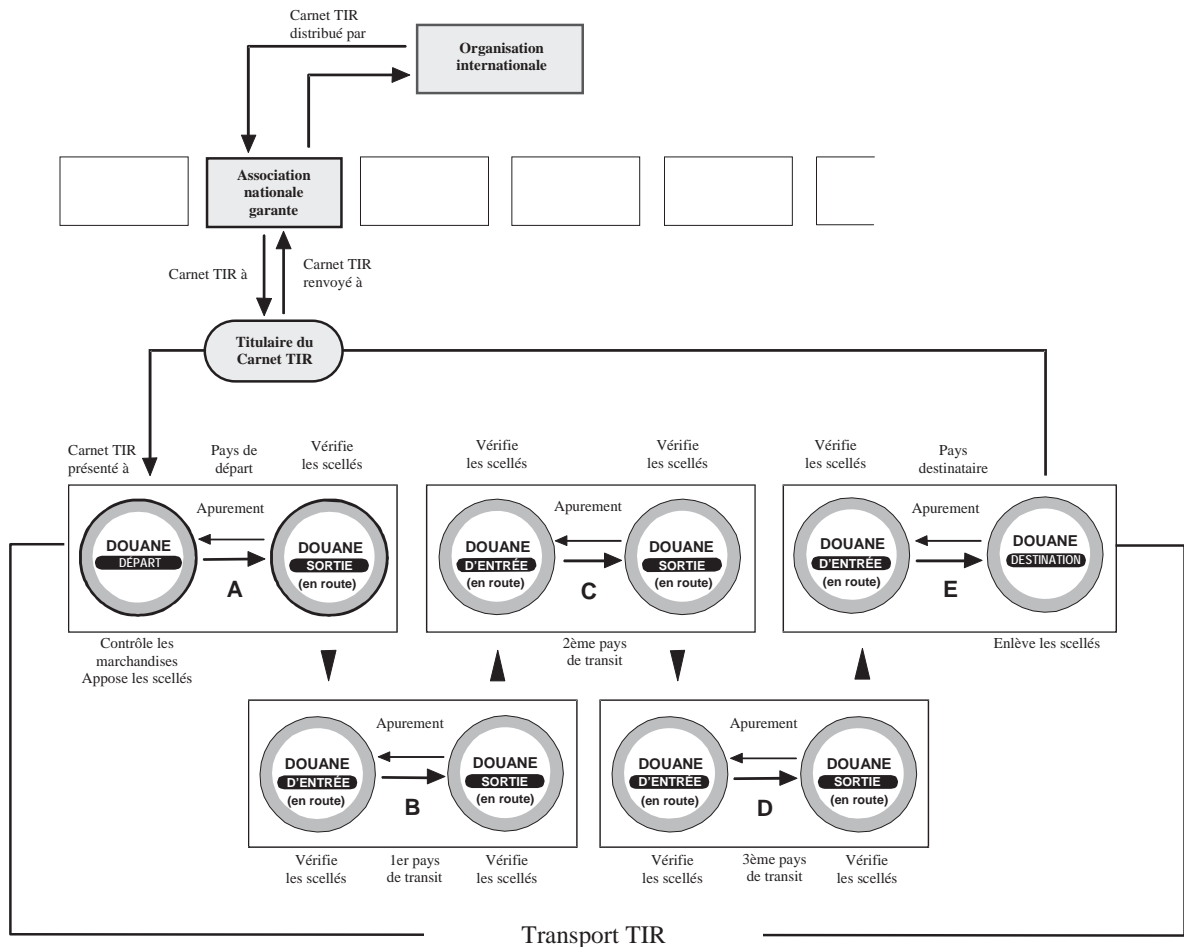 Carnet TIR
distribué par
Organisation
internationale
Association
nationale
garante
Carnet TIR à
Carnet TIR
renvoyé à
Titulaire du
Carnet TIR
Carnet TIR
présenté à
Pays de
départ
Vérifie
les scellés
Vérifie
les scellés
Vérifie
les scellés
Vérifie
les scellés
Pays
destinataire
Apurement
DOUANE
DÉPART
A
DOUANE
SORTIE
(en route)
Apurement
DOUANE
D'ENTRÉE
(en route)
C
DOUANE
SORTIE
(en route)
Apurement
DOUANE
D'ENTRÉE
(en route)
E
DOUANE
DESTINATION
Contrôle les
marchandises
Appose les scellés
2ème pays
de transit
Enlève les scellés
Apurement
DOUANE
D'ENTRÉE
(en route)
B
DOUANE
SORTIE
(en route)
Apurement
DOUANE
D'ENTRÉE
(en route)
D
DOUANE
SORTIE
(en route)
Vérifie
les scellés
1er pays
de transit
Vérifie
les scellés
Vérifie
les scellés
3ème pays
de transit
Vérifie
les scellés
Transport TIR